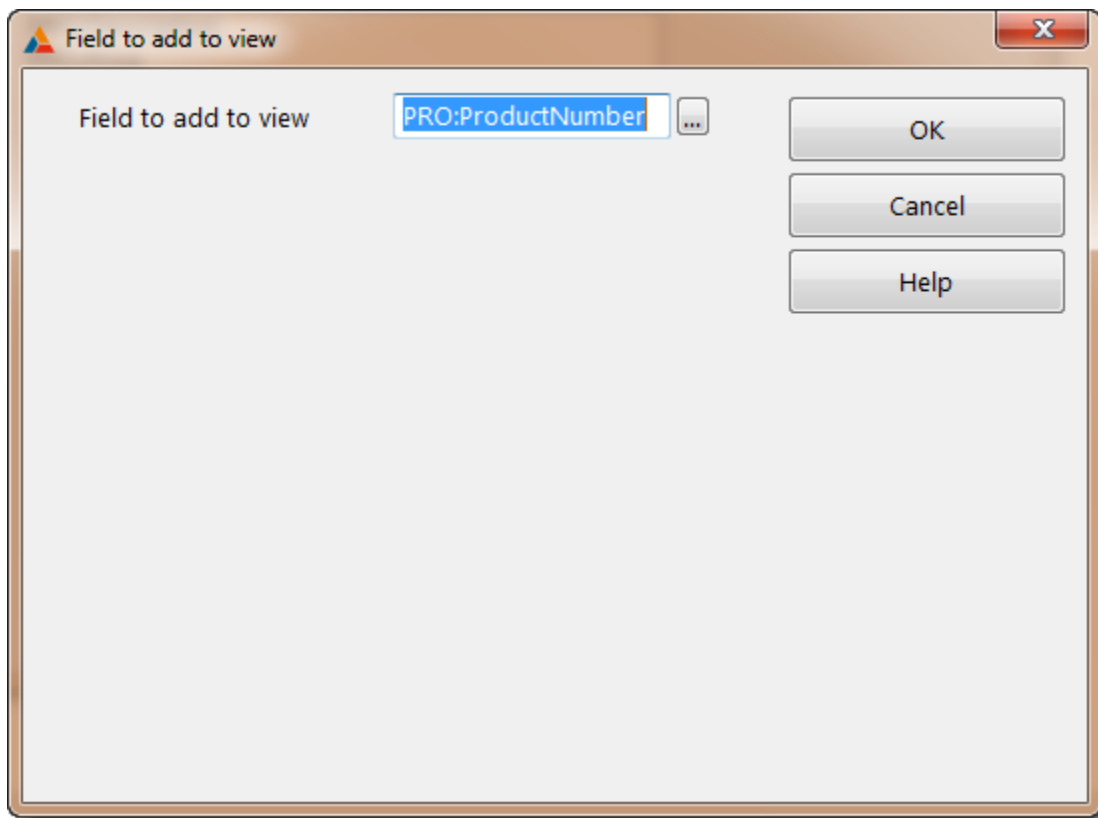 Field to add to view
Field to add to view PRO:ProductNumber ...
OK
Cancel
Help